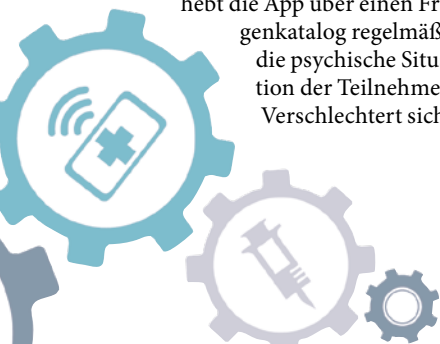 hebt die App über einen Fr
genkatalog regelmäß
die psychische Situ
tion der Teilnehme
Verschlechtert sich